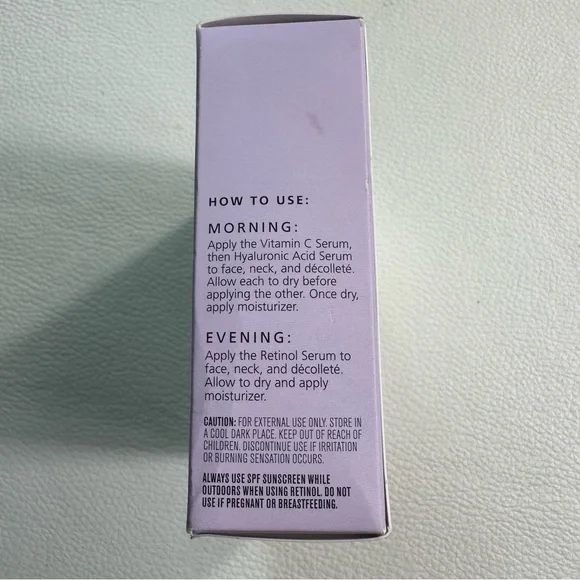 HOW TO USE:
MORNING:
Apply the Vitamin C Serum,
then Hyaluronic Acid Serum
to face, neck, and décolleté.
Allow each to dry before
applying the other. Once dry,
apply moisturizer.
EVENING:
Apply the Retinol Serum to
face, neck, and décolleté.
Allow to dry and apply
moisturizer.
CAUTION: FOR EXTERNAL USE ONLY. STORE IN
A COOL DARK PLACE. KEEP OUT OF REACH OF
CHILDREN. DISCONTINUE USE IF IRRITATION
OR BURNING SENSATION OCCURS.
ALWAYS USE SPF SUNSCREEN WHILE
OUTDOORS WHEN USING RETINOL. DO NOT
USE IF PREGNANT OR BREASTFEEDING.